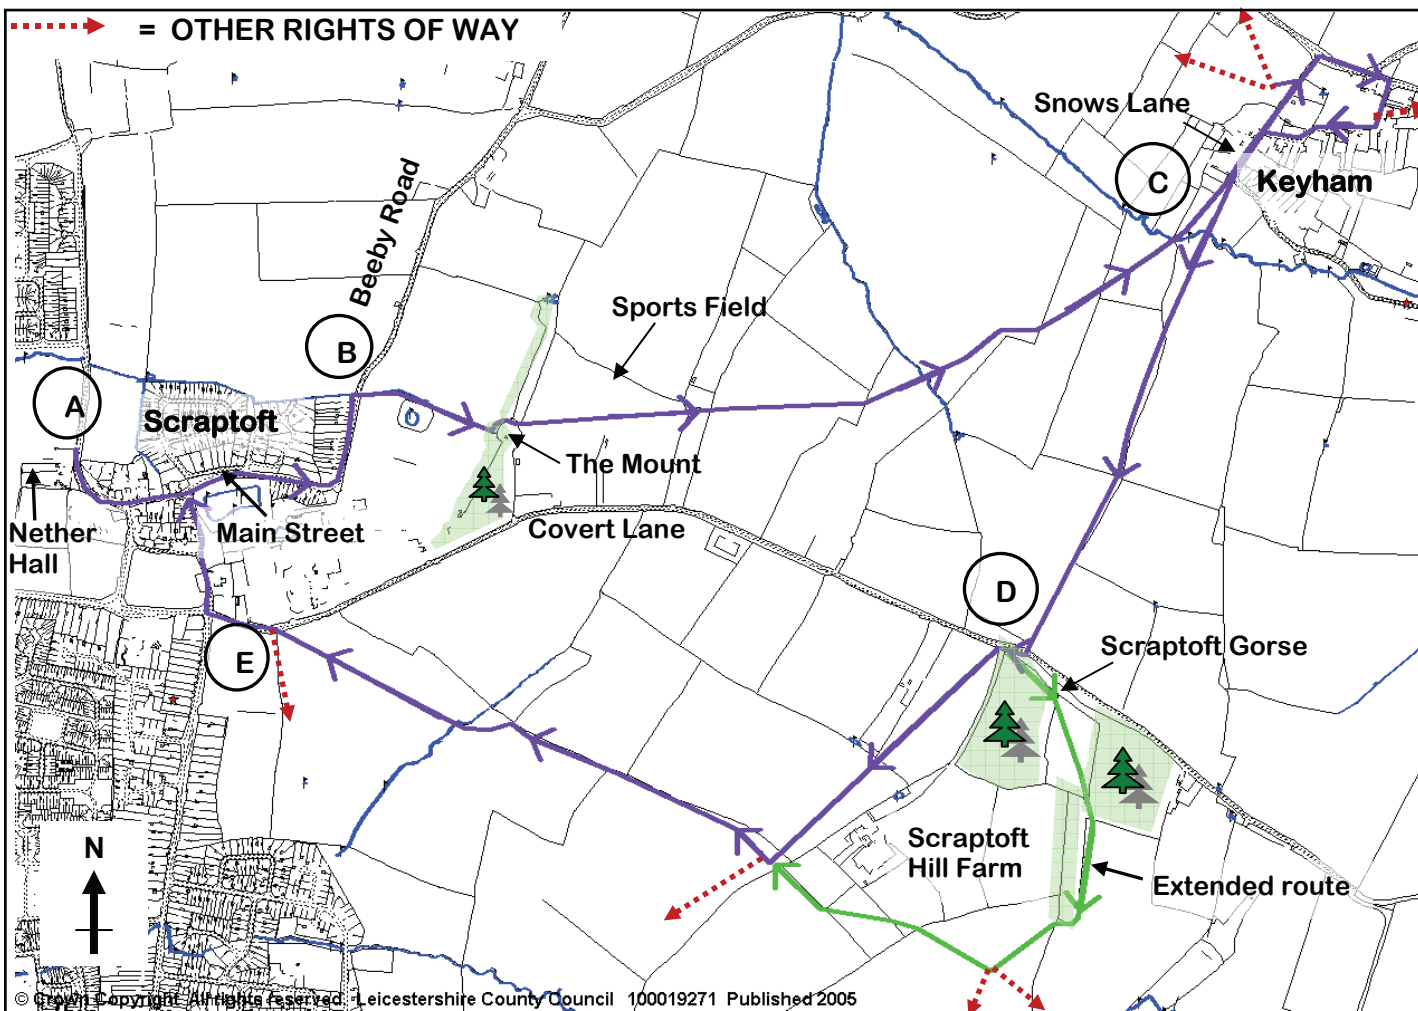 = OTHER RIGHTS OF WAY
Snows Lane
C
Keyham
Beeby Road
Sports Field
B
A
Scraptoft
The Mount
Nether
Hall
Main Street
Covert Lane
D
Scraptoft Gorse
E
Scraptoft
Hill Farm
Extended route
N
© Crown Copyright All rights reserved. Leicestershire County Council 100019271 Published 2005